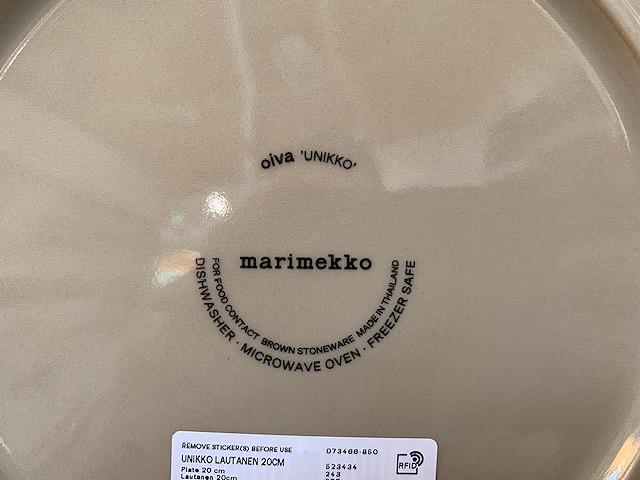 oiva 'UNIKKO'
marimekko
FOR FOOD CONTACT BROWN STONEWARE MADE IN THAILAND
DISHWASHER · MICROWAVE OVEN · FREEZER SAFE
REMOVE STICKER(S) BEFORE USE
073466-850
UNIKKO LAUTANEN 20CM
523434
Plate 20 cm
243
Lautanen 20cm
RFID